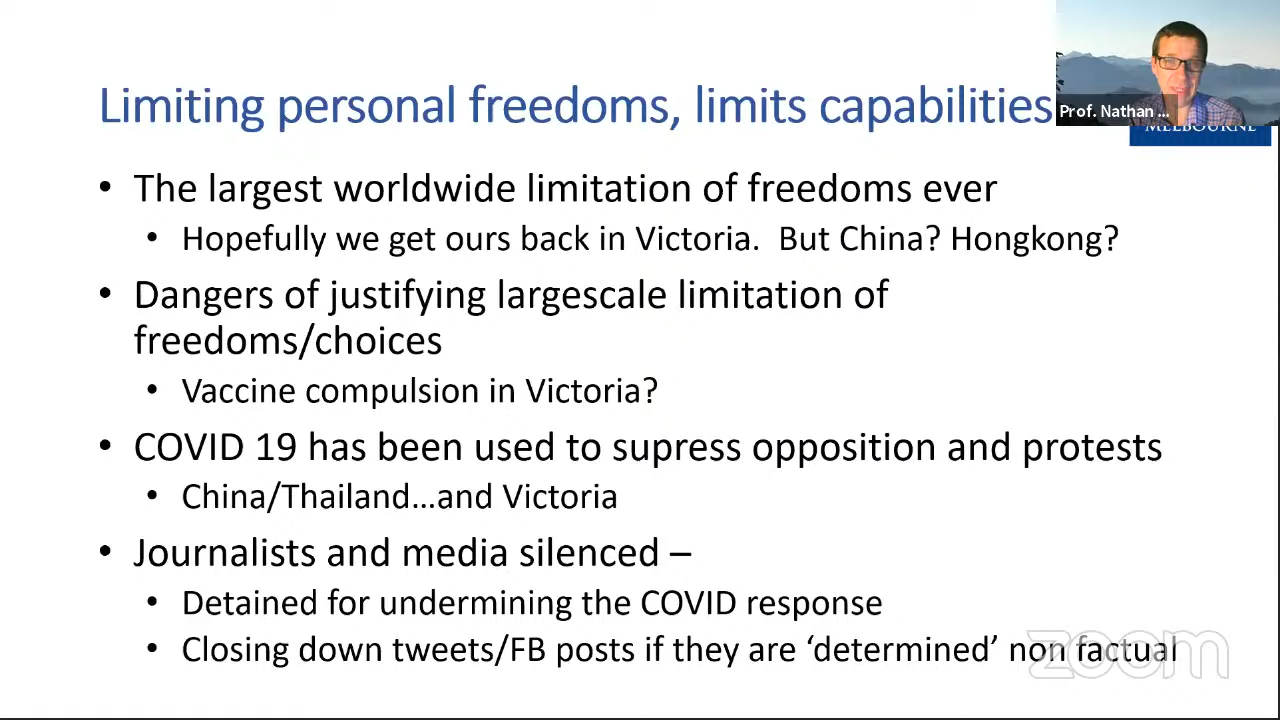 Limiting personal freedoms, limits capabilities
Prof. Nathan ...
MELBOURNE
• The largest worldwide limitation of freedoms ever
• Hopefully we get ours back in Victoria. But China? Hongkong?
• Dangers of justifying largescale limitation of
freedoms/choices
• Vaccine compulsion in Victoria?
• COVID 19 has been used to supress opposition and protests
• China/Thailand...and Victoria
• Journalists and media silenced –
• Detained for undermining the COVID response
• Closing down tweets/FB posts if they are ‘determined’ non factual
zoom